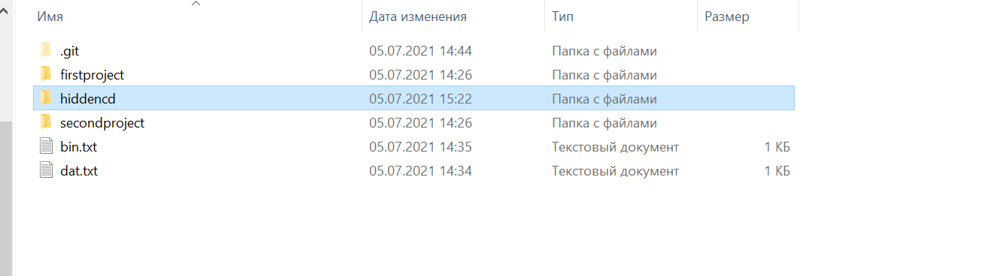 Имя Дата изменения Тип Размер
.git 05.07.2021 14:44 Папка с файлами
firstproject 05.07.2021 14:26 Папка с файлами
hiddencd 05.07.2021 15:22 Папка с файлами
secondproject 05.07.2021 14:26 Папка с файлами
bin.txt 05.07.2021 14:35 Текстовый документ 1 КБ
dat.txt 05.07.2021 14:34 Текстовый документ 1 КБ